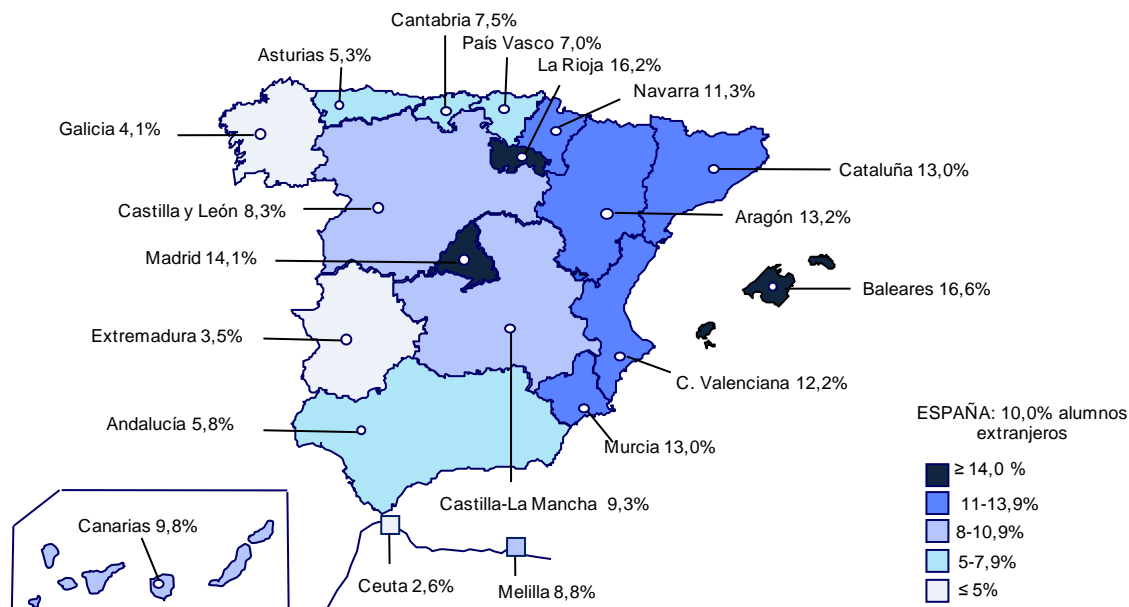 Cantabria 7,5%
País Vasco 7,0%
Asturias 5,3%
La Rioja 16,2%
Navarra 11,3%
Galicia 4,1%
Cataluña 13,0%
Castilla y León 8,3%
Aragón 13,2%
Madrid 14,1%
Baleares 16,6%
Extremadura 3,5%
C. Valenciana 12,2%
Andalucía 5,8%
Murcia 13,0%
ESPAÑA: 10,0% alumnos
extranjeros
≥ 14,0 %
11-13,9%
8-10,9%
5-7,9%
≤ 5%
Castilla-La Mancha 9,3%
Canarias 9,8%
Ceuta 2,6%
Melilla 8,8%